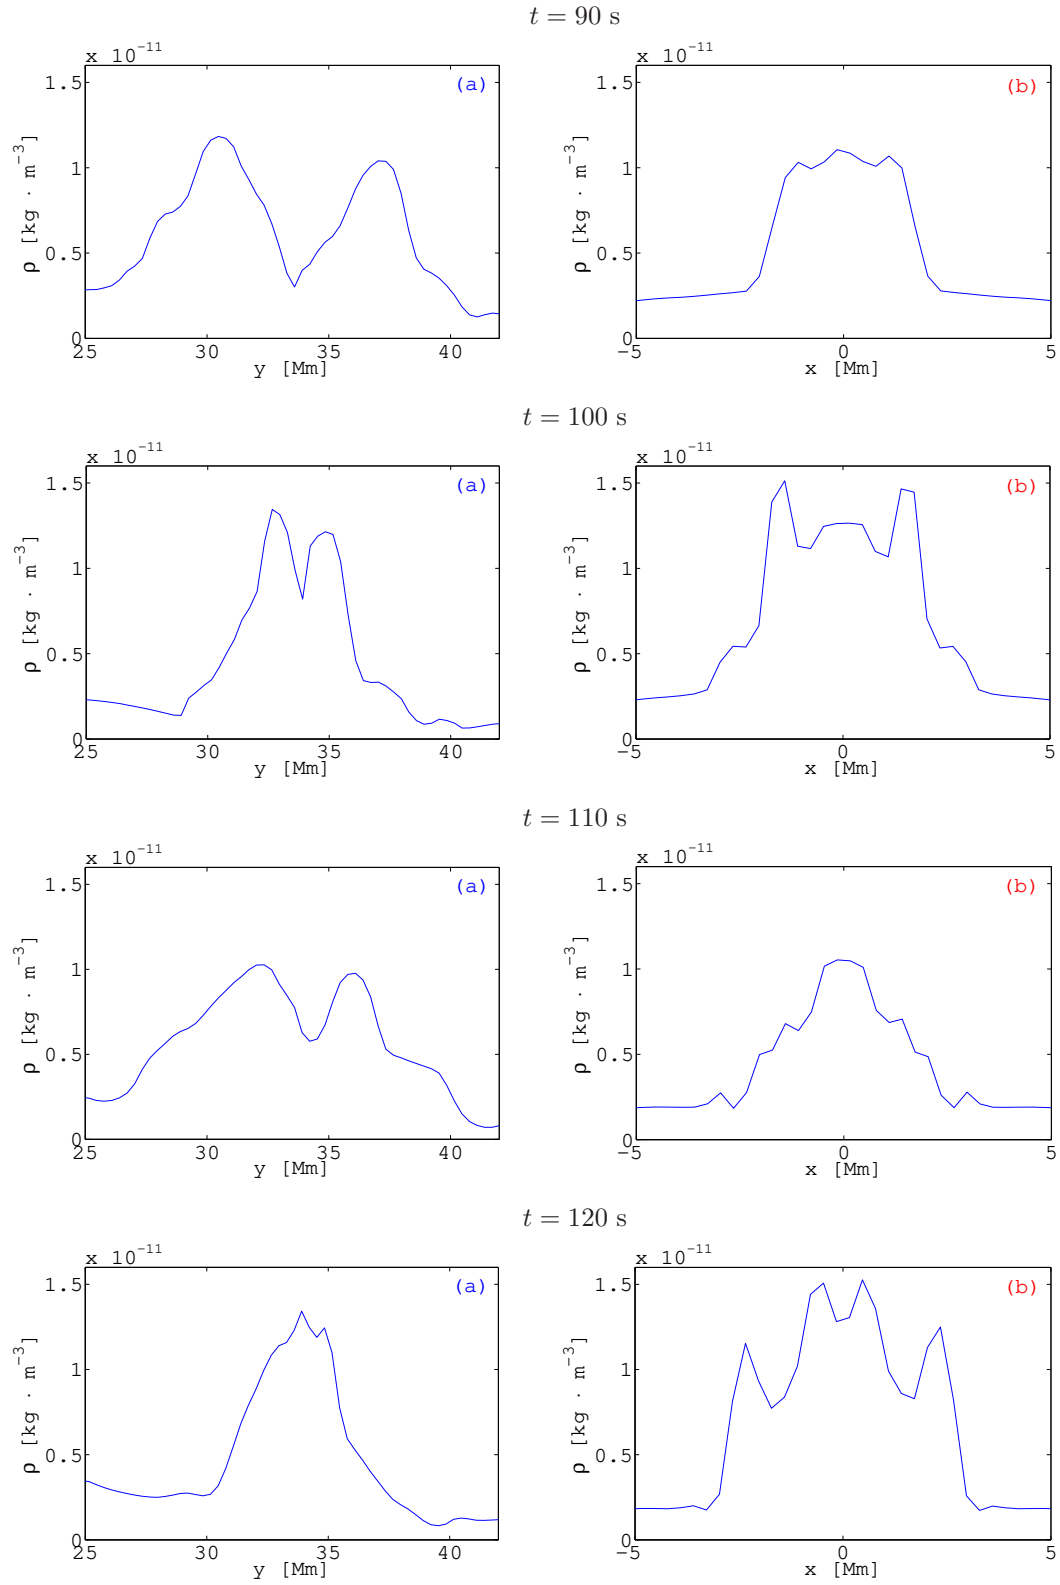 t = 90 s
x 10⁻¹¹
(a)
1.5
1
0.5
0
ρ [kg · m⁻³]
25 30 35 40
y [Mm]
x 10⁻¹¹
(b)
1.5
1
0.5
0
ρ [kg · m⁻³]
−5 0 5
x [Mm]
t = 100 s
x 10⁻¹¹
(a)
1.5
1
0.5
0
ρ [kg · m⁻³]
25 30 35 40
y [Mm]
x 10⁻¹¹
(b)
1.5
1
0.5
0
ρ [kg · m⁻³]
−5 0 5
x [Mm]
t = 110 s
x 10⁻¹¹
(a)
1.5
1
0.5
0
ρ [kg · m⁻³]
25 30 35 40
y [Mm]
x 10⁻¹¹
(b)
1.5
1
0.5
0
ρ [kg · m⁻³]
−5 0 5
x [Mm]
t = 120 s
x 10⁻¹¹
(a)
1.5
1
0.5
0
ρ [kg · m⁻³]
25 30 35 40
y [Mm]
x 10⁻¹¹
(b)
1.5
1
0.5
0
ρ [kg · m⁻³]
−5 0 5
x [Mm]